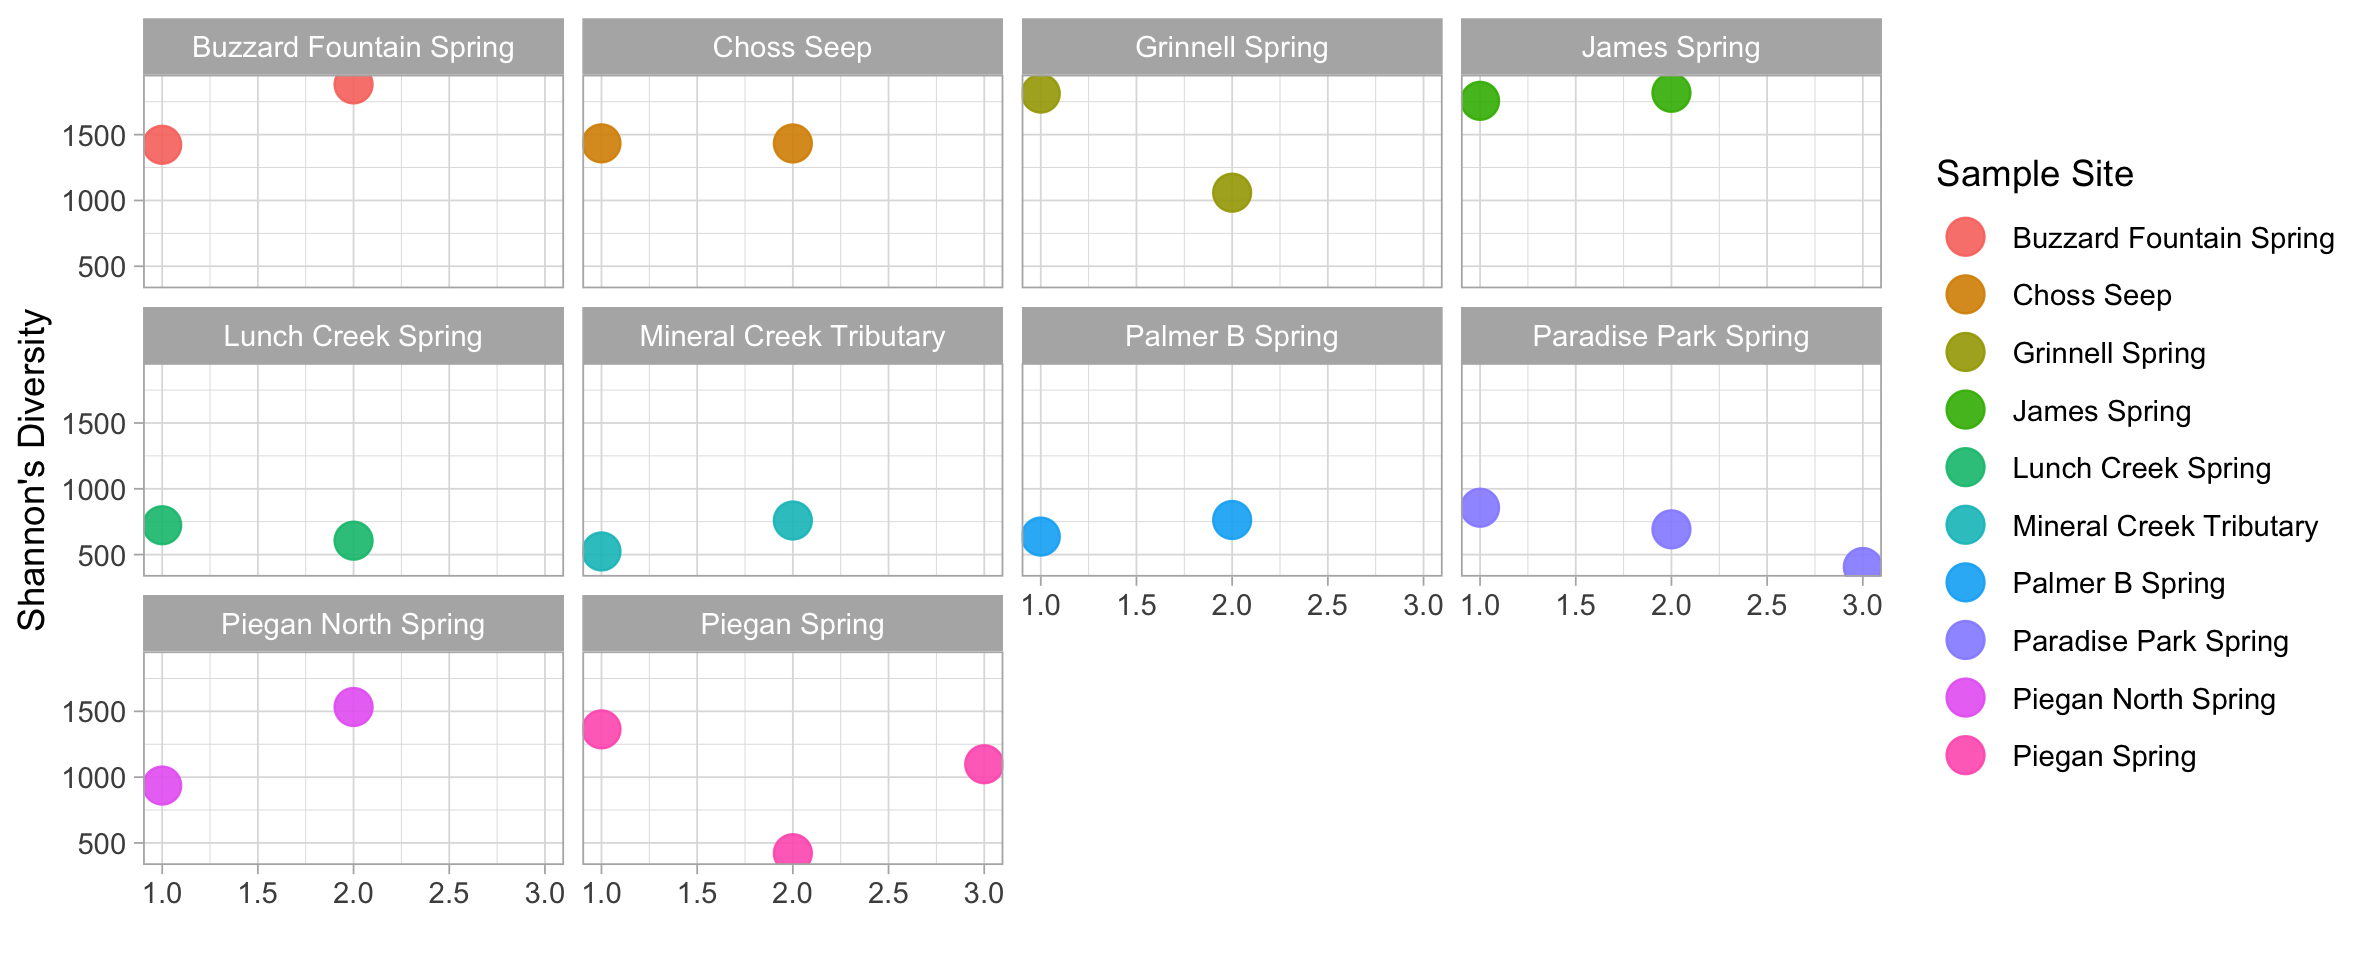 Buzzard Fountain Spring
Choss Seep
Grinnell Spring
James Spring
1500
1000
500
Lunch Creek Spring
Mineral Creek Tributary
Palmer B Spring
Paradise Park Spring
1500
1000
500
1.0 1.5 2.0 2.5 3.0
1.0 1.5 2.0 2.5 3.0
Piegan North Spring
Piegan Spring
1500
1000
500
1.0 1.5 2.0 2.5 3.0
1.0 1.5 2.0 2.5 3.0
Shannon's Diversity
Sample Site
Buzzard Fountain Spring
Choss Seep
Grinnell Spring
James Spring
Lunch Creek Spring
Mineral Creek Tributary
Palmer B Spring
Paradise Park Spring
Piegan North Spring
Piegan Spring